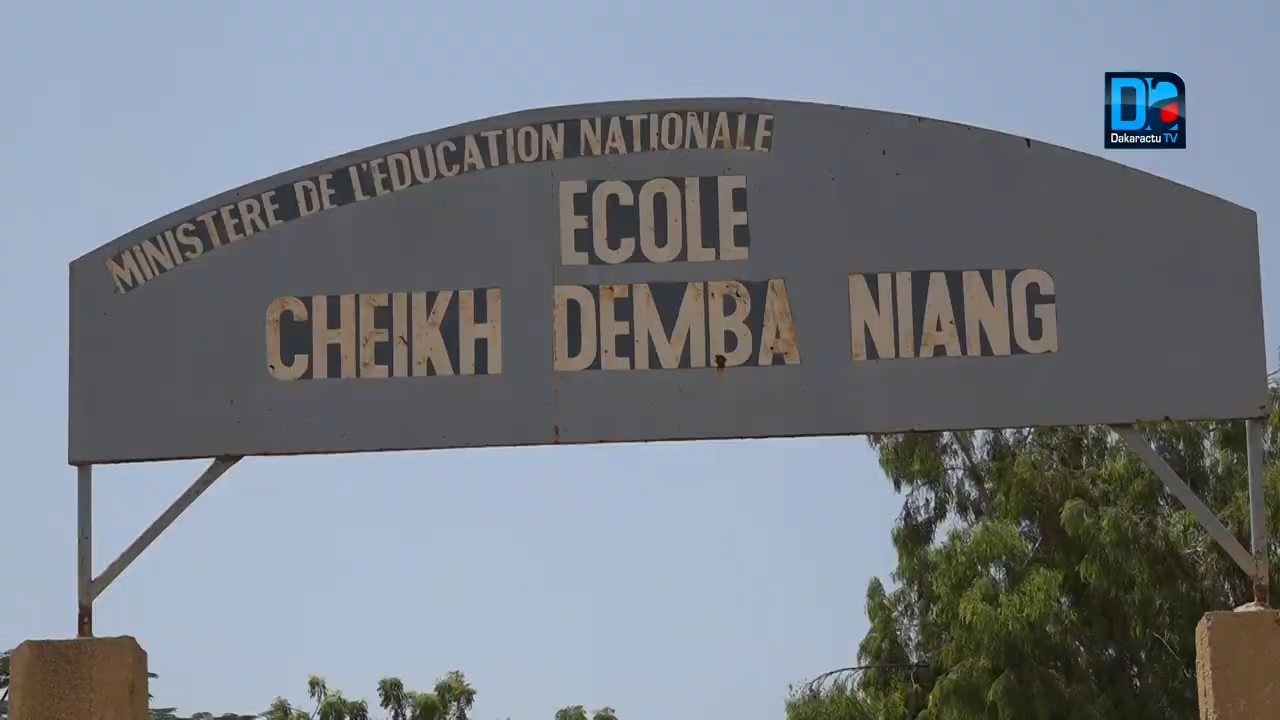 MINISTERE DE L'EDUCATION NATIONALE
ECOLE
CHEIKH DEMBA NIANG
Dakaractu TV